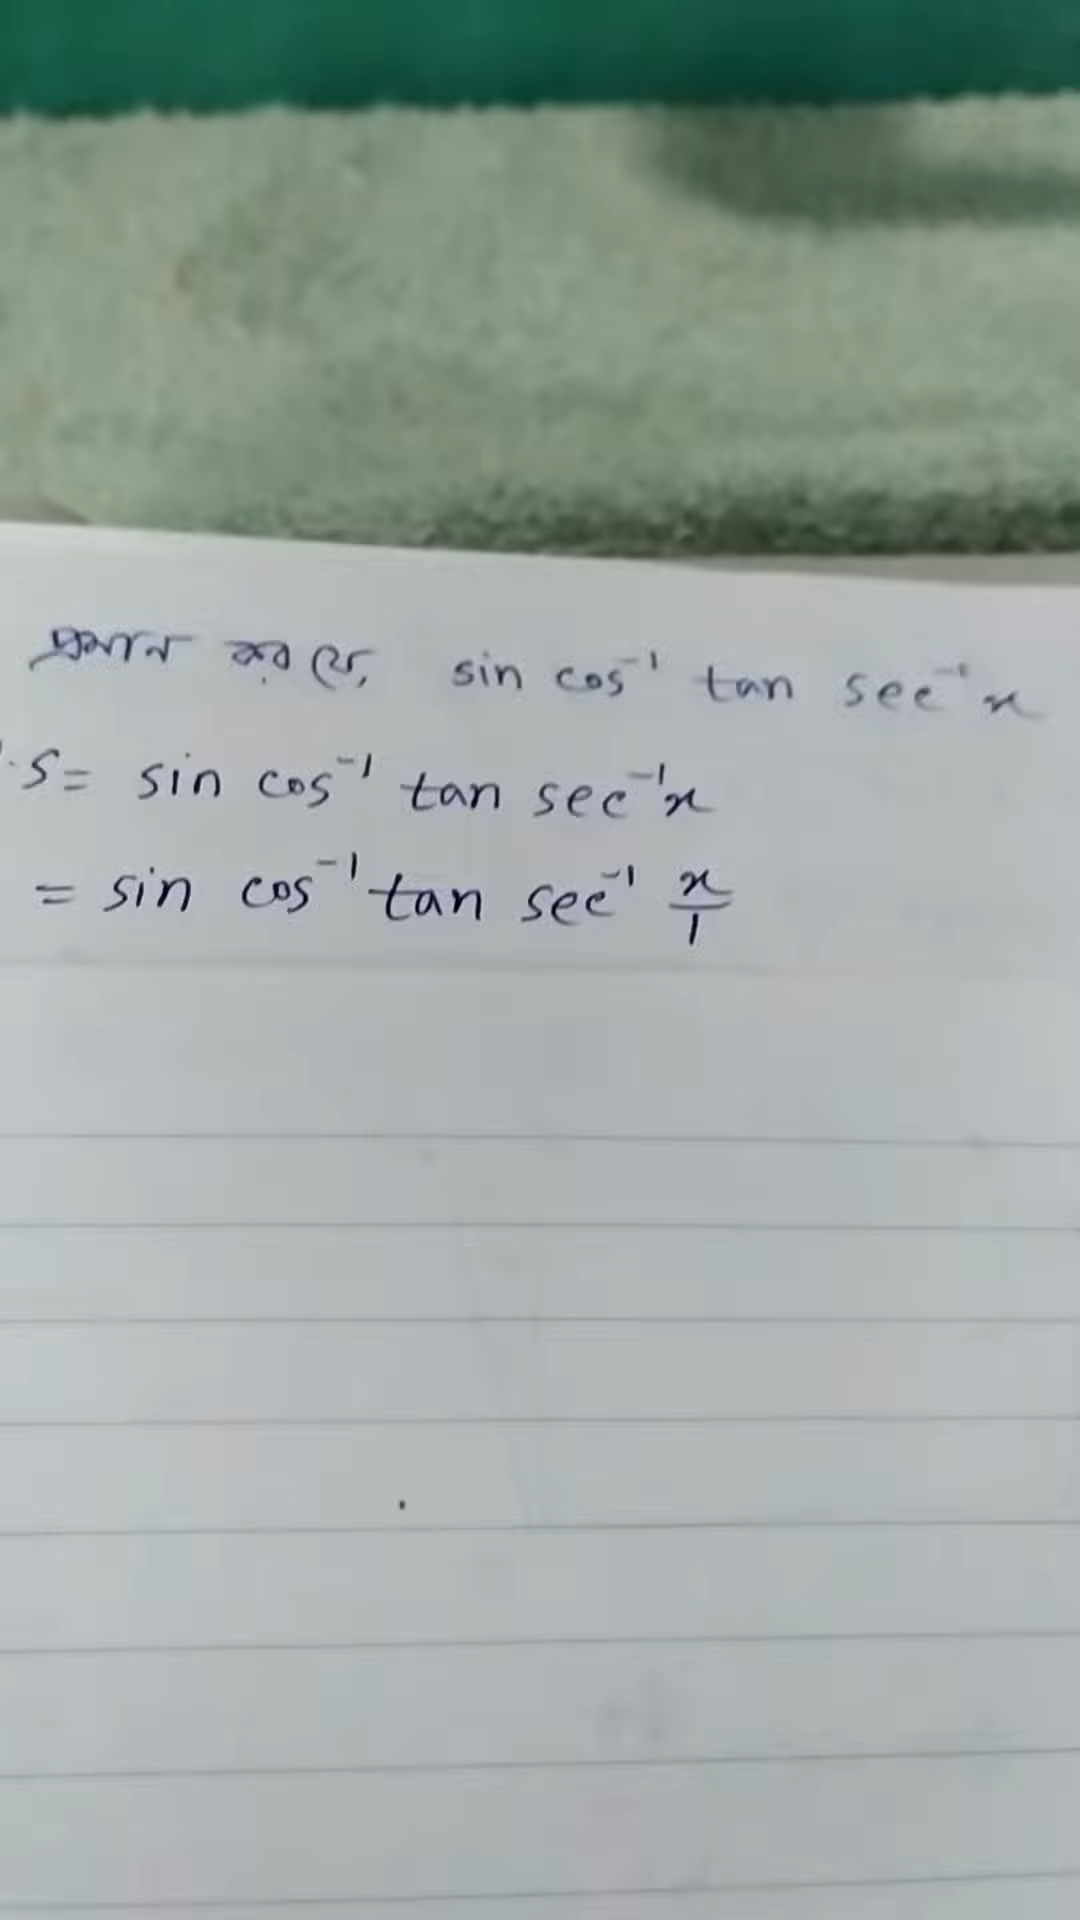 প্রমান কর যে, sin cos⁻¹ tan sec⁻¹ x
.S = sin cos⁻¹ tan sec⁻¹x
= sin cos⁻¹ tan sec⁻¹ x/1